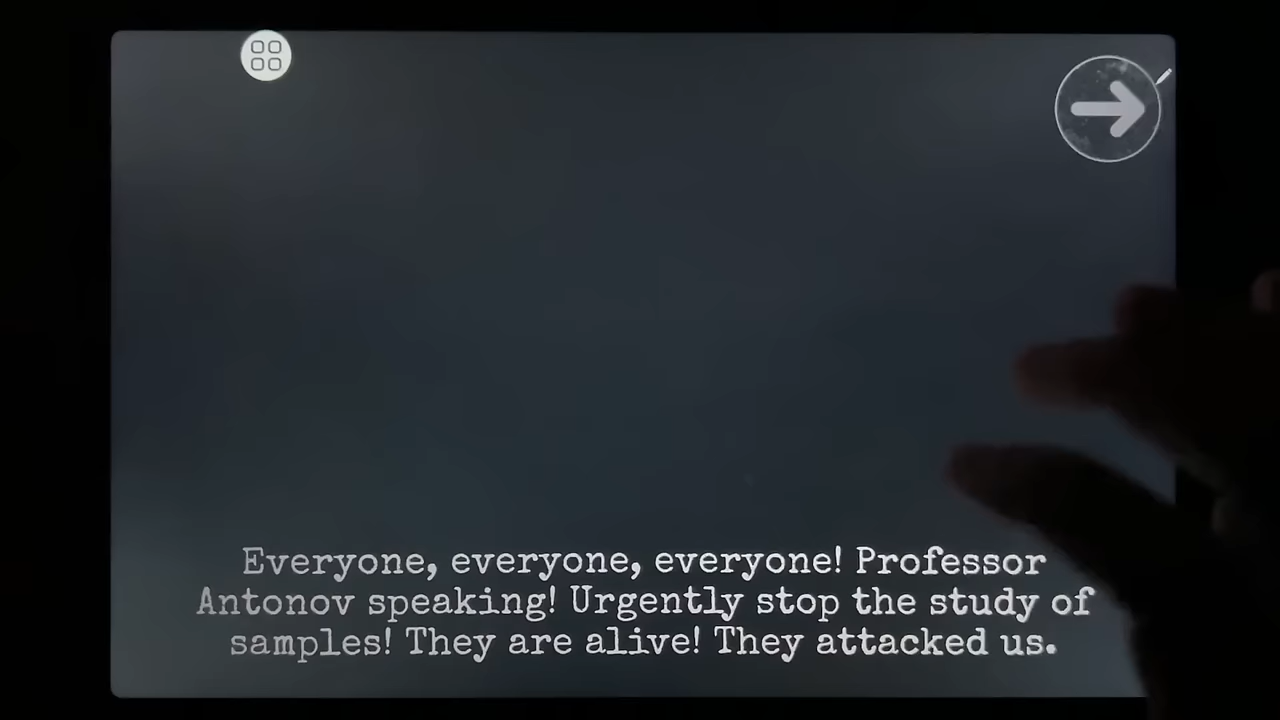 Everyone, everyone, everyone! Professor
Antonov speaking! Urgently stop the study of
samples! They are alive! They attacked us.